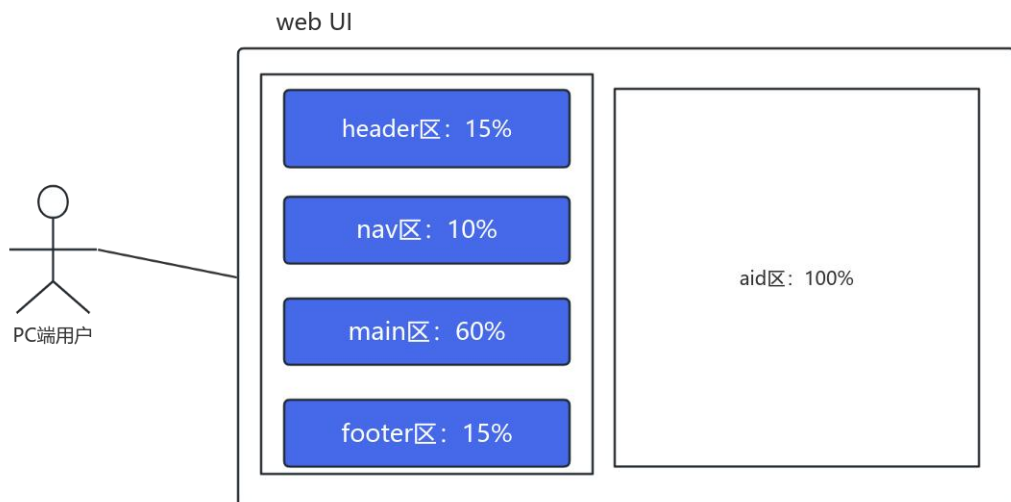 web UI
header区：15%
nav区：10%
main区：60%
footer区：15%
aid区：100%
PC端用户